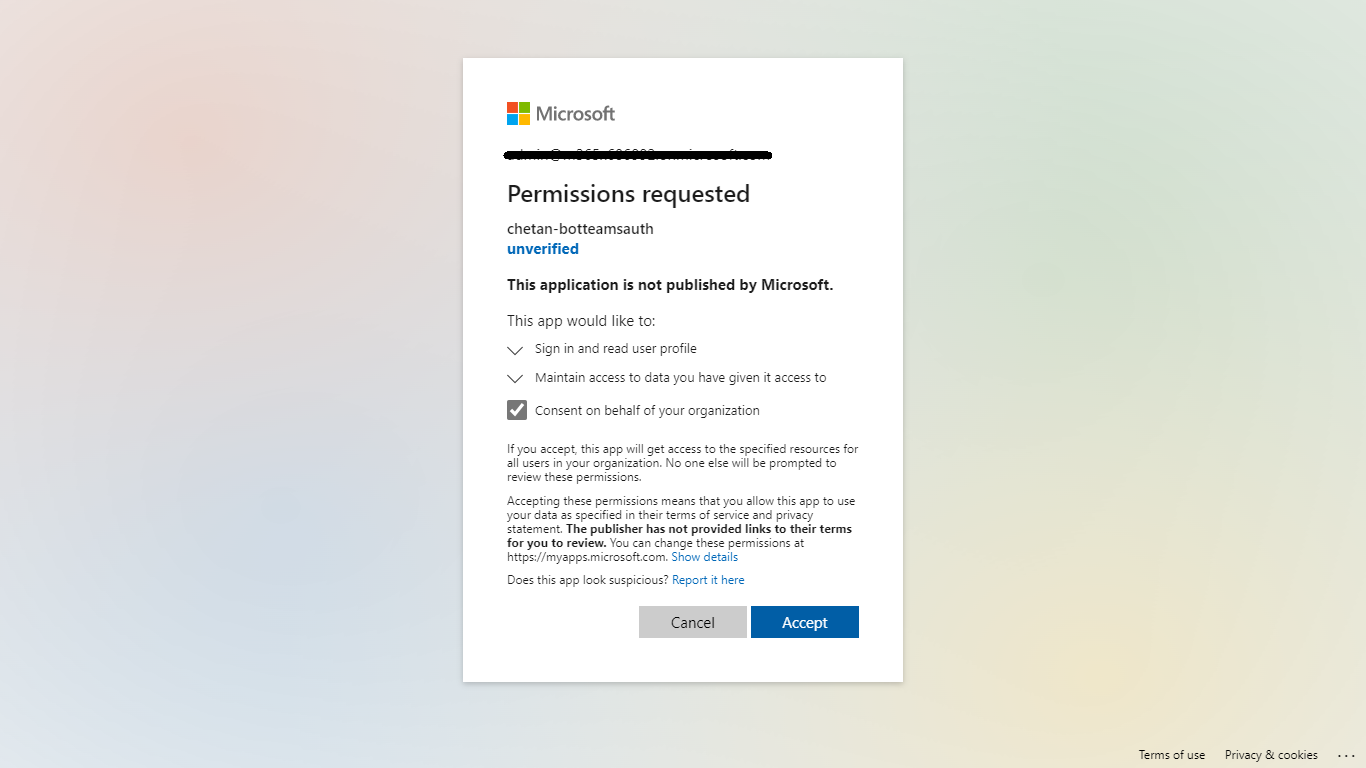 Microsoft
Permissions requested
chetan-botteamsauth
unverified
This application is not published by Microsoft.
This app would like to:
Sign in and read user profile
Maintain access to data you have given it access to
Consent on behalf of your organization
If you accept, this app will get access to the specified resources for
all users in your organization. No one else will be prompted to
review these permissions.
Accepting these permissions means that you allow this app to use
your data as specified in their terms of service and privacy
statement. The publisher has not provided links to their terms
for you to review. You can change these permissions at
https://myapps.microsoft.com. Show details
Does this app look suspicious? Report it here
Cancel Accept
Terms of use Privacy & cookies ...